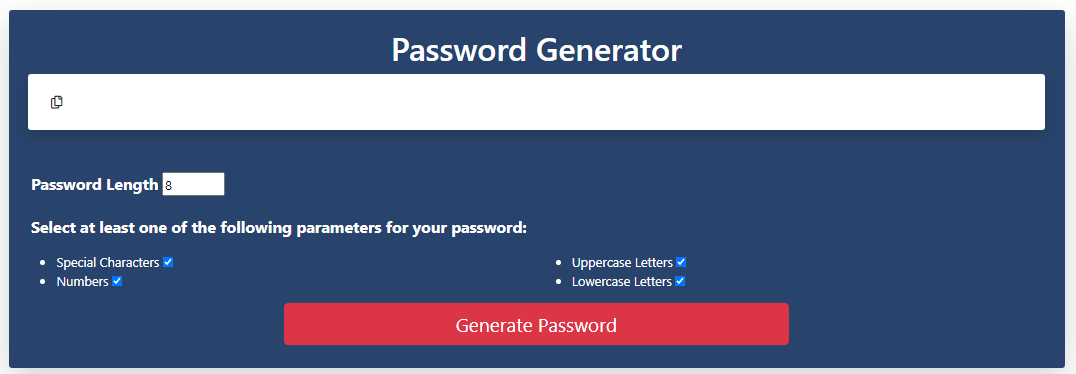 Password Generator
Password Length 8
Select at least one of the following parameters for your password:
Special Characters
Numbers
Uppercase Letters
Lowercase Letters
Generate Password